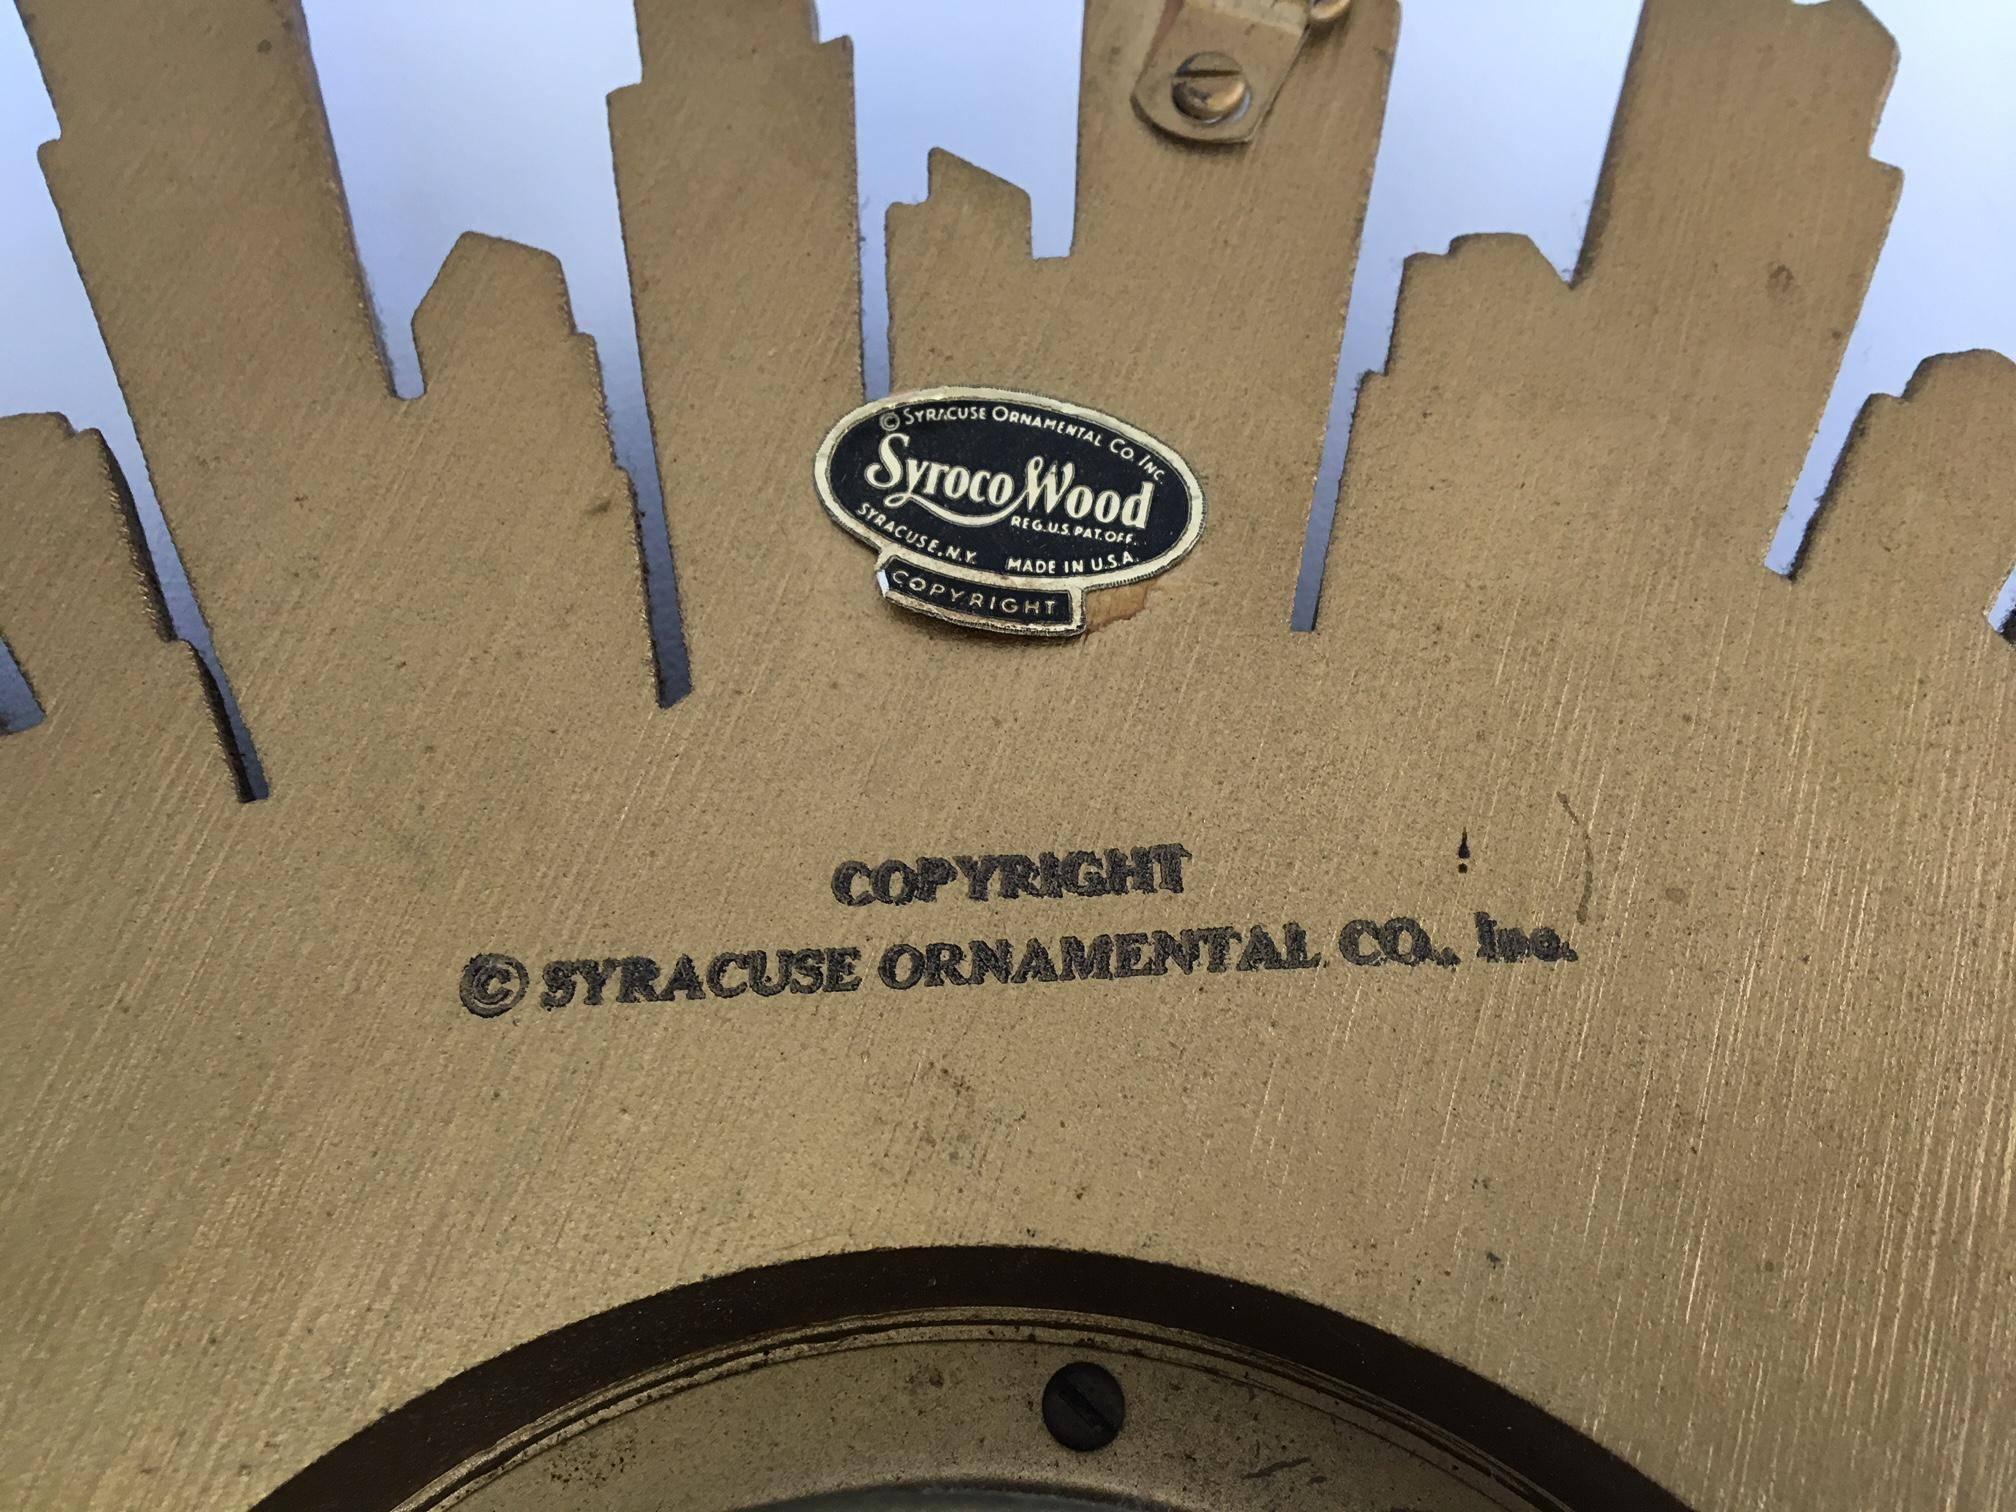 © SYRACUSE ORNAMENTAL CO. INC.
Syroco Wood
REG. U.S. PAT. OFF.
SYRACUSE, N.Y. MADE IN U.S.A.
COPYRIGHT
COPYRIGHT
© SYRACUSE ORNAMENTAL CO., Inc.